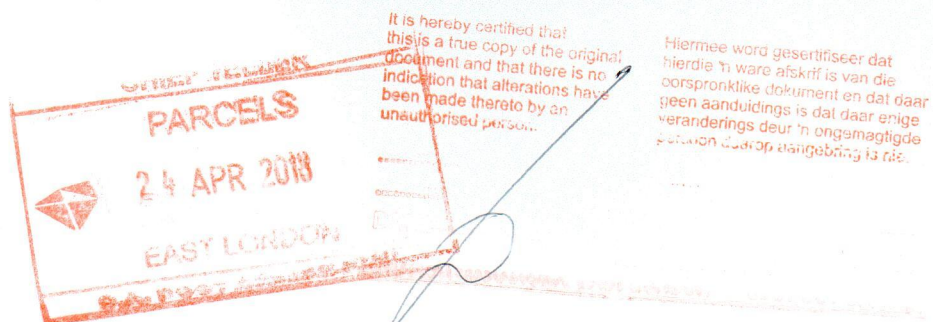 CHIEF TELLER
PARCELS
24 APR 2018
EAST LONDON
It is hereby certified that
this is a true copy of the original
document and that there is no
indication that alterations have
been made thereto by an
unauthorised person.
Hiermee word gesertifiseer dat
hierdie 'n ware afskrif is van die
oorspronklike dokument en dat daar
geen aanduidings is dat daar enige
veranderings deur 'n ongemagtigde
persoon daarop aangebring is nie.